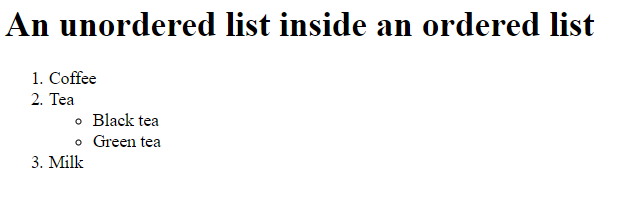 An unordered list inside an ordered list
1. Coffee
2. Tea
◦ Black tea
◦ Green tea
3. Milk